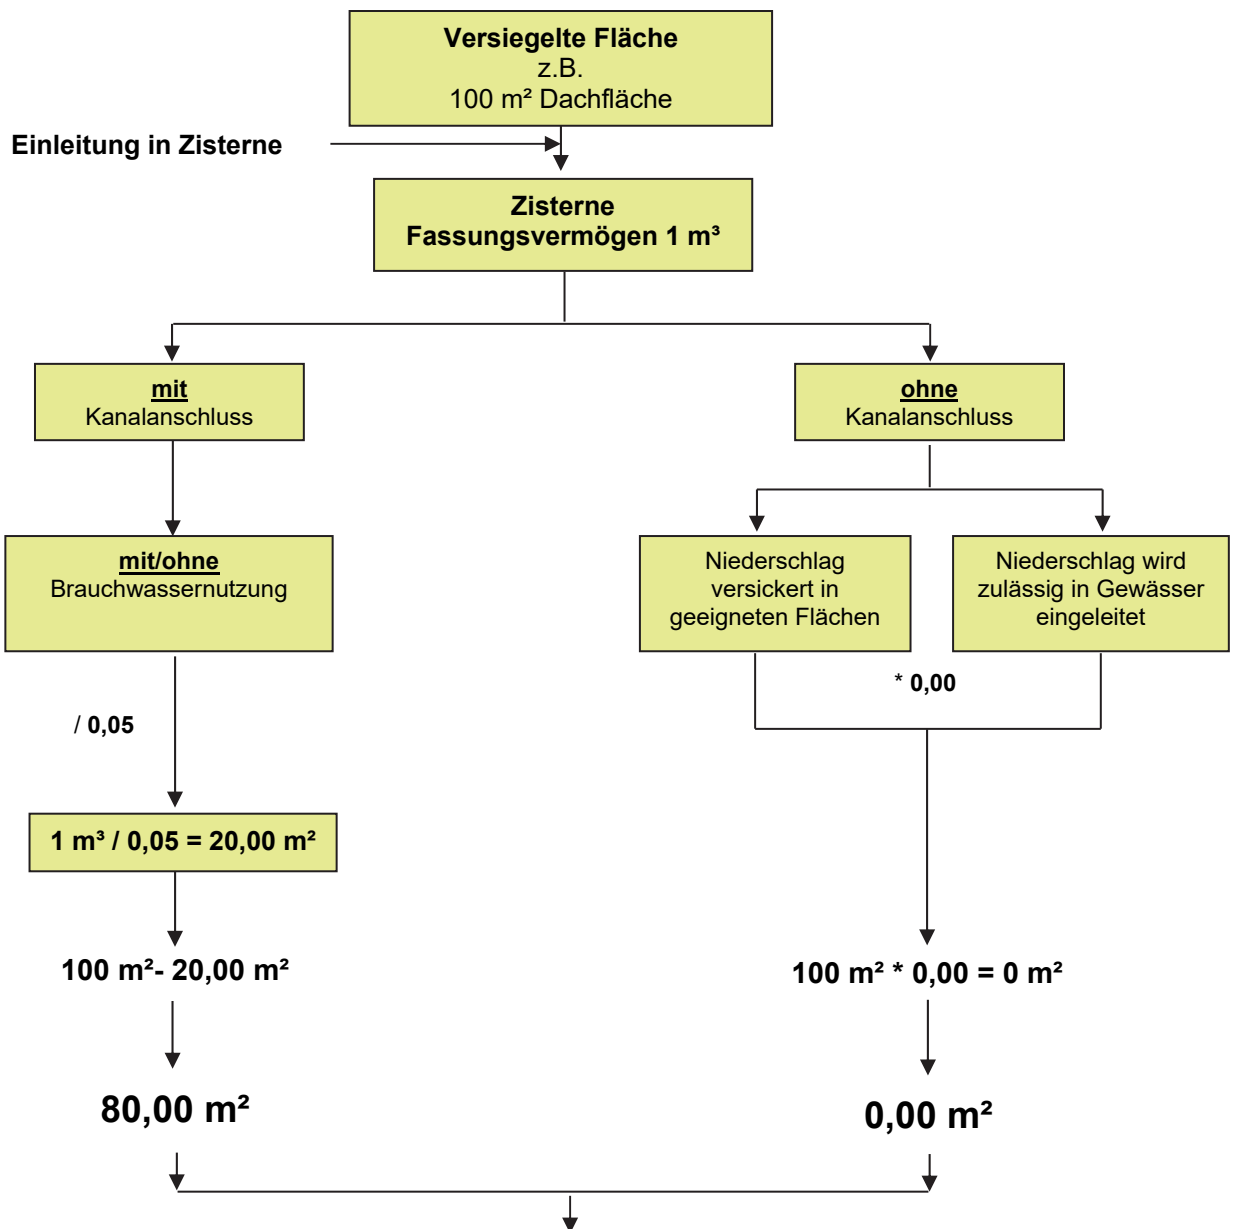 Versiegelte Fläche
z.B.
100 m² Dachfläche
Einleitung in Zisterne
Zisterne
Fassungsvermögen 1 m³
mit
Kanalanschluss
ohne
Kanalanschluss
mit/ohne
Brauchwassernutzung
Niederschlag
versickert in
geeigneten Flächen
Niederschlag wird
zulässig in Gewässer
eingeleitet
* 0,00
/ 0,05
1 m³ / 0,05 = 20,00 m²
100 m²- 20,00 m²
100 m² * 0,00 = 0 m²
80,00 m²
0,00 m²